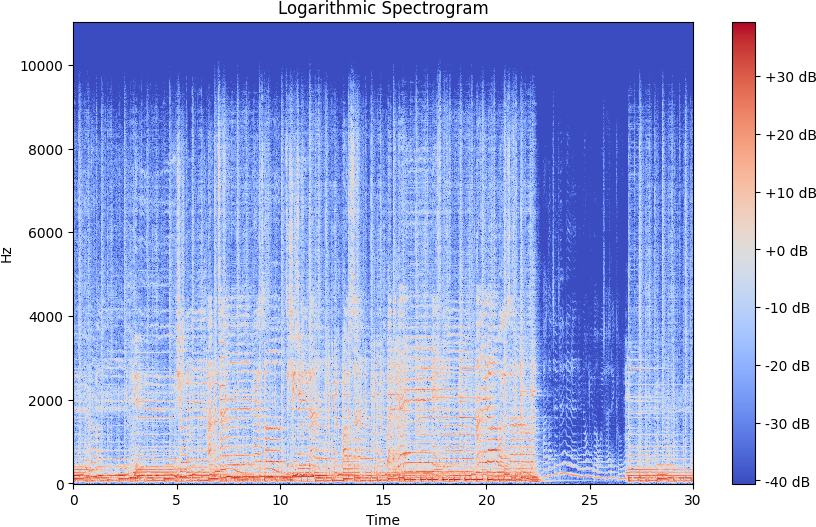 Logarithmic Spectrogram
Hz
10000
8000
6000
4000
2000
0
0 5 10 15 20 25 30
Time
+30 dB
+20 dB
+10 dB
+0 dB
-10 dB
-20 dB
-30 dB
-40 dB